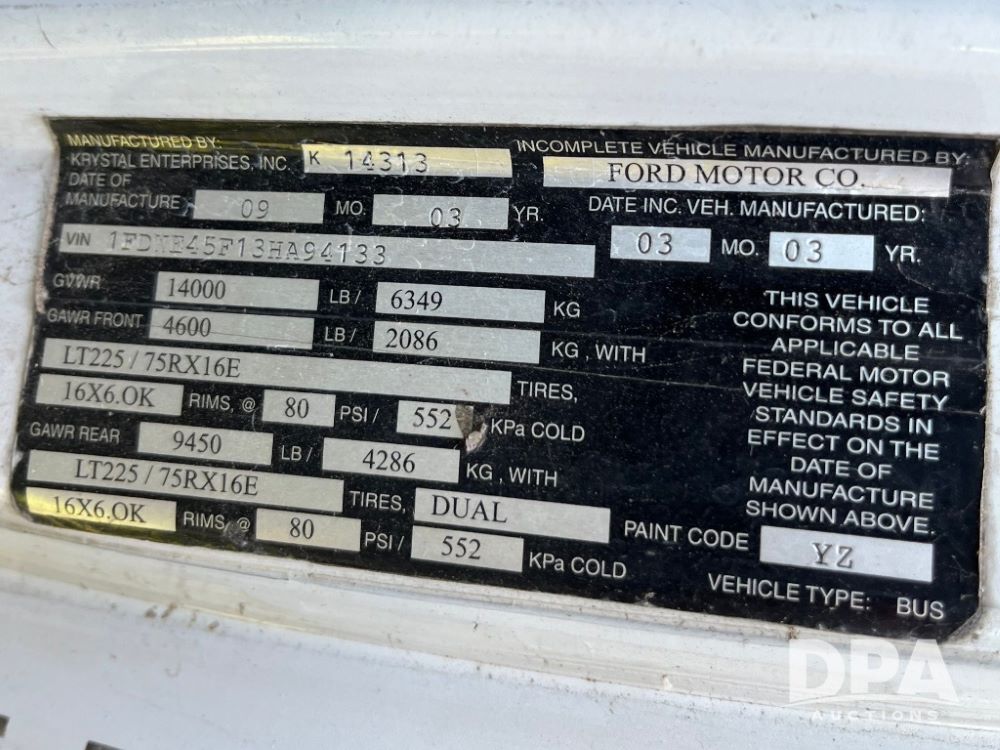 MANUFACTURED BY:
KRYSTAL ENTERPRISES, INC. K 14313
DATE OF
MANUFACTURE 09 MO. 03 YR.
INCOMPLETE VEHICLE MANUFACTURED BY:
FORD MOTOR CO.
DATE INC. VEH. MANUFACTURED:
03 MO. 03 YR.
VIN 1FDNE45F13HA94133
GVWR 14000 LB/ 6349 KG
GAWR FRONT 4600 LB/ 2086 KG, WITH
LT225 / 75RX16E TIRES,
16X6.OK RIMS, @ 80 PSI/ 552 KPa COLD
GAWR REAR 9450 LB/ 4286 KG, WITH
LT225 / 75RX16E TIRES, DUAL
16X6.OK RIMS, @ 80 PSI/ 552 KPa COLD
THIS VEHICLE
CONFORMS TO ALL
APPLICABLE
FEDERAL MOTOR
VEHICLE SAFETY
STANDARDS IN
EFFECT ON THE
DATE OF
MANUFACTURE
SHOWN ABOVE.
PAINT CODE YZ
VEHICLE TYPE: BUS
DPA
AUCTIONS